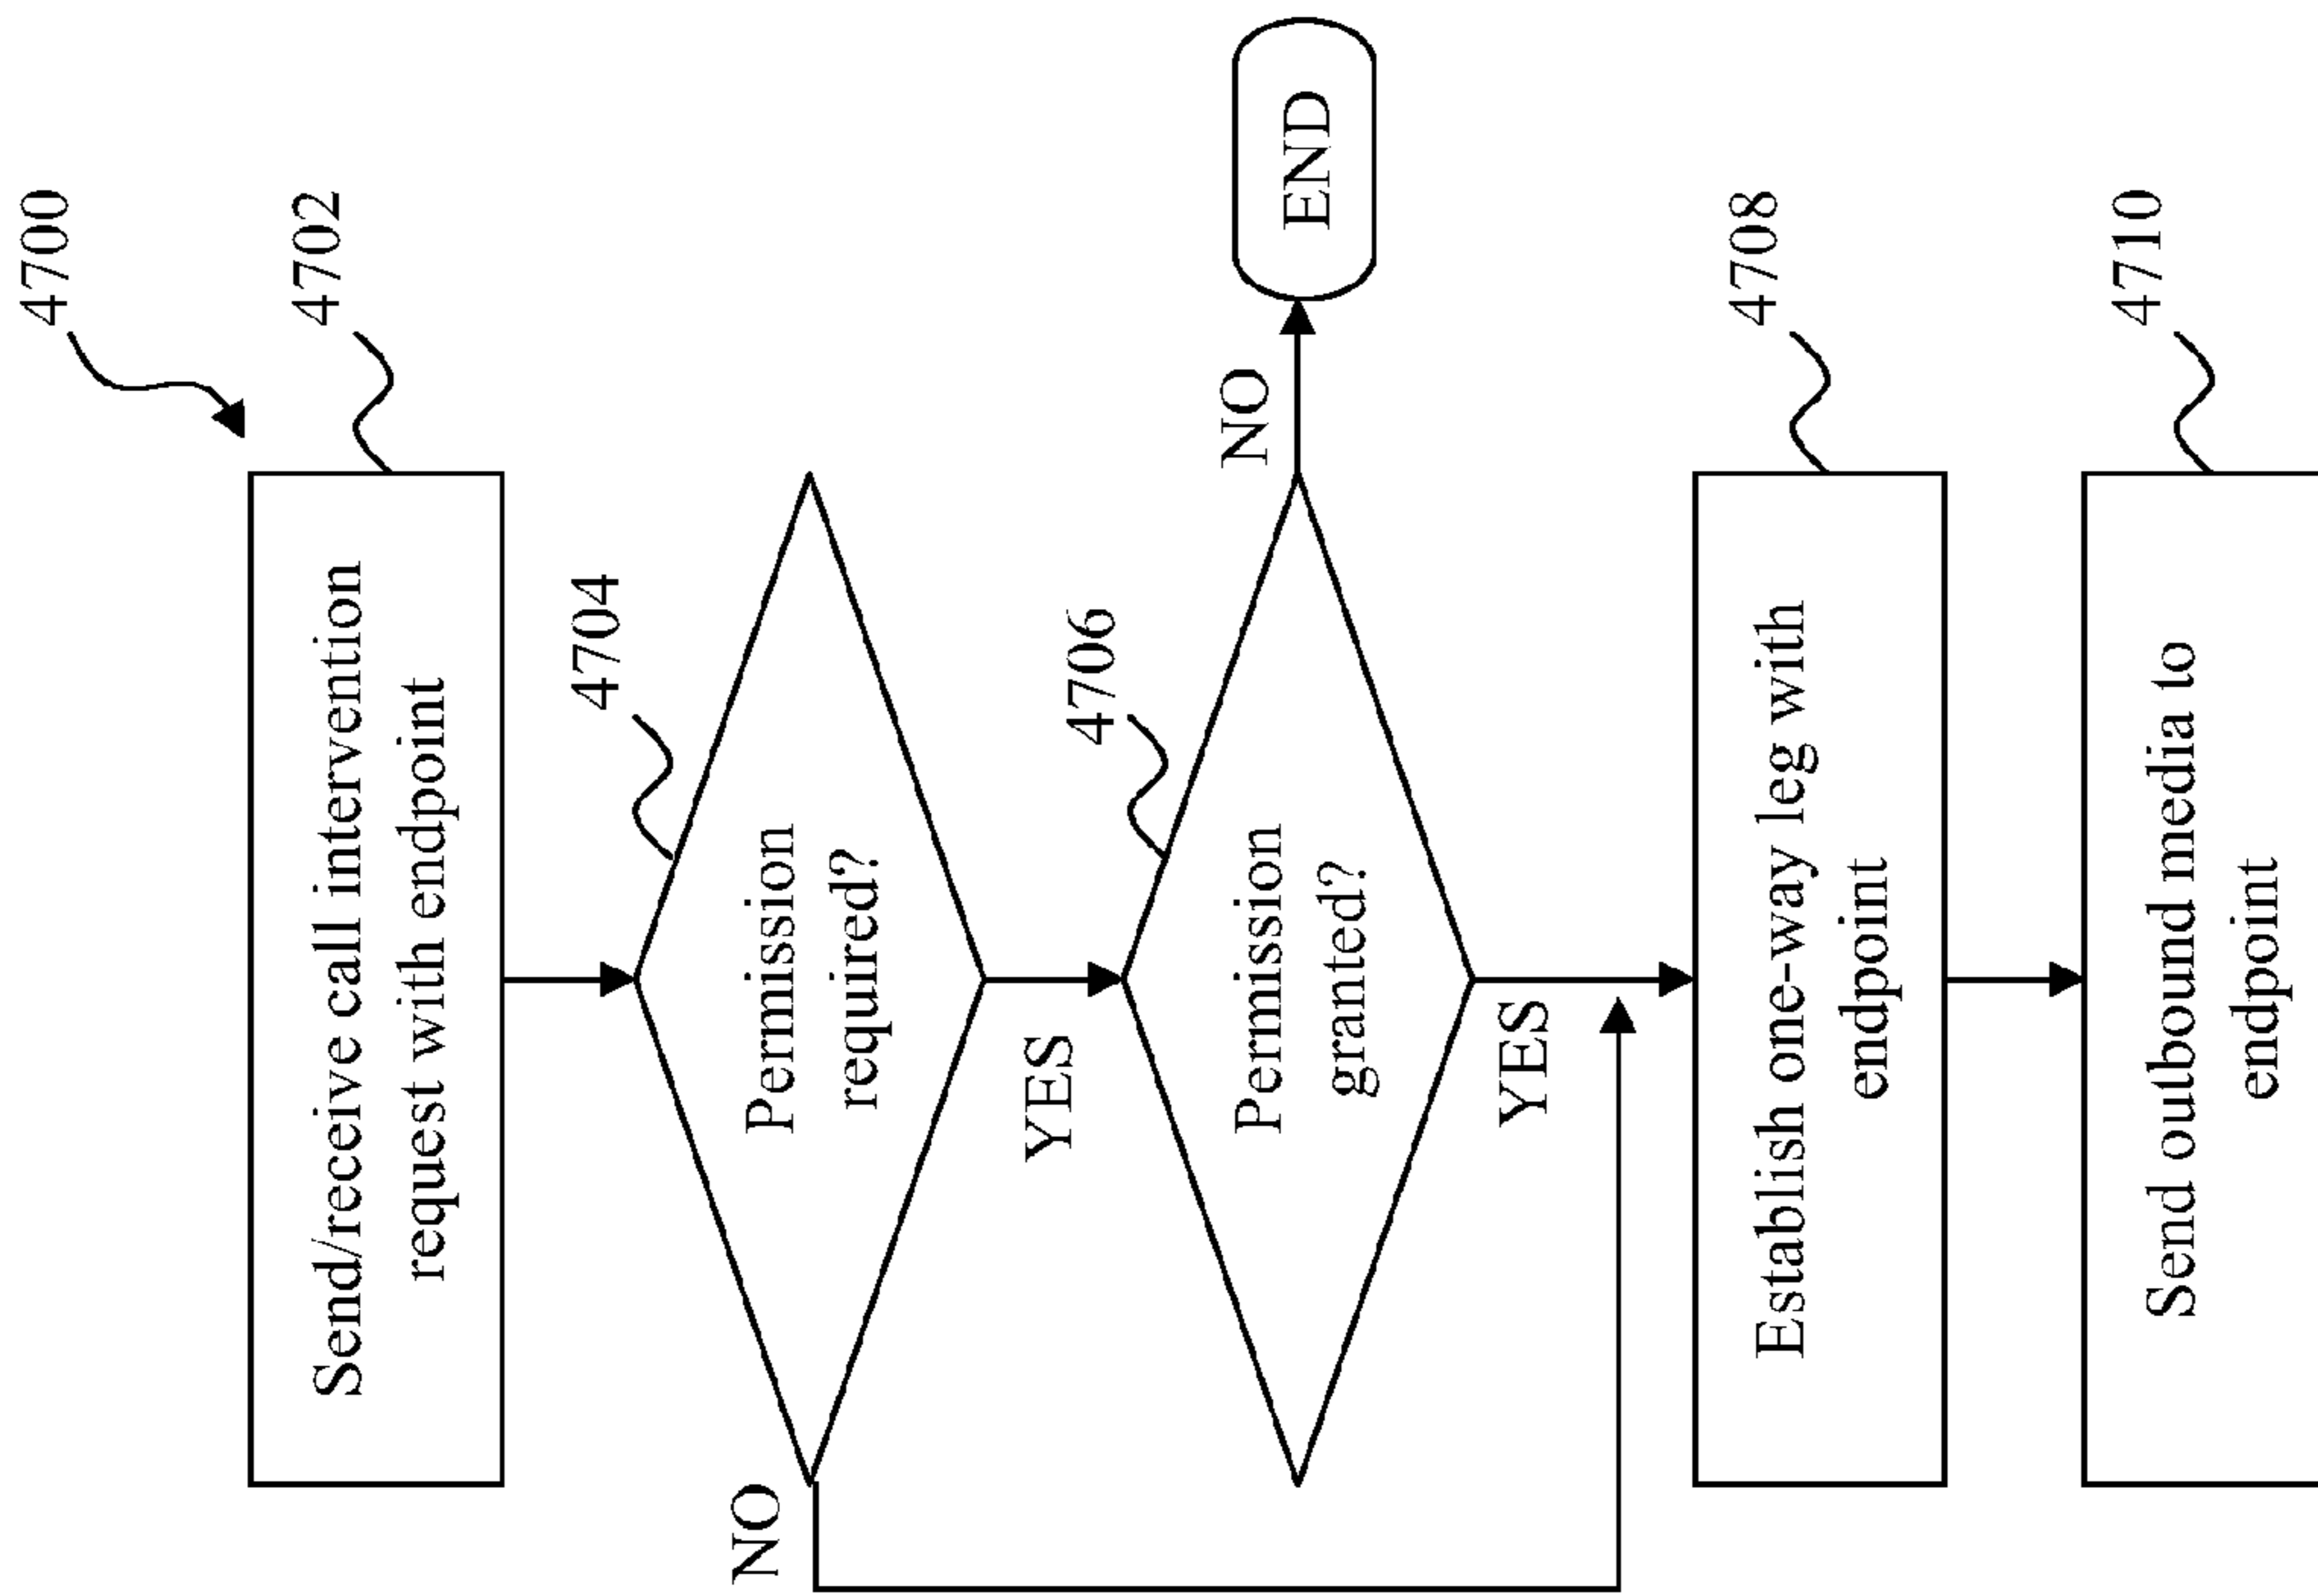 4700
4702
Send/receive call intervention
request with endpoint
4704
Permission
required?
NO
YES
4706
Permission
granted?
NO
END
YES
4708
Establish one-way leg with
endpoint
4710
Send outbound media to
endpoint